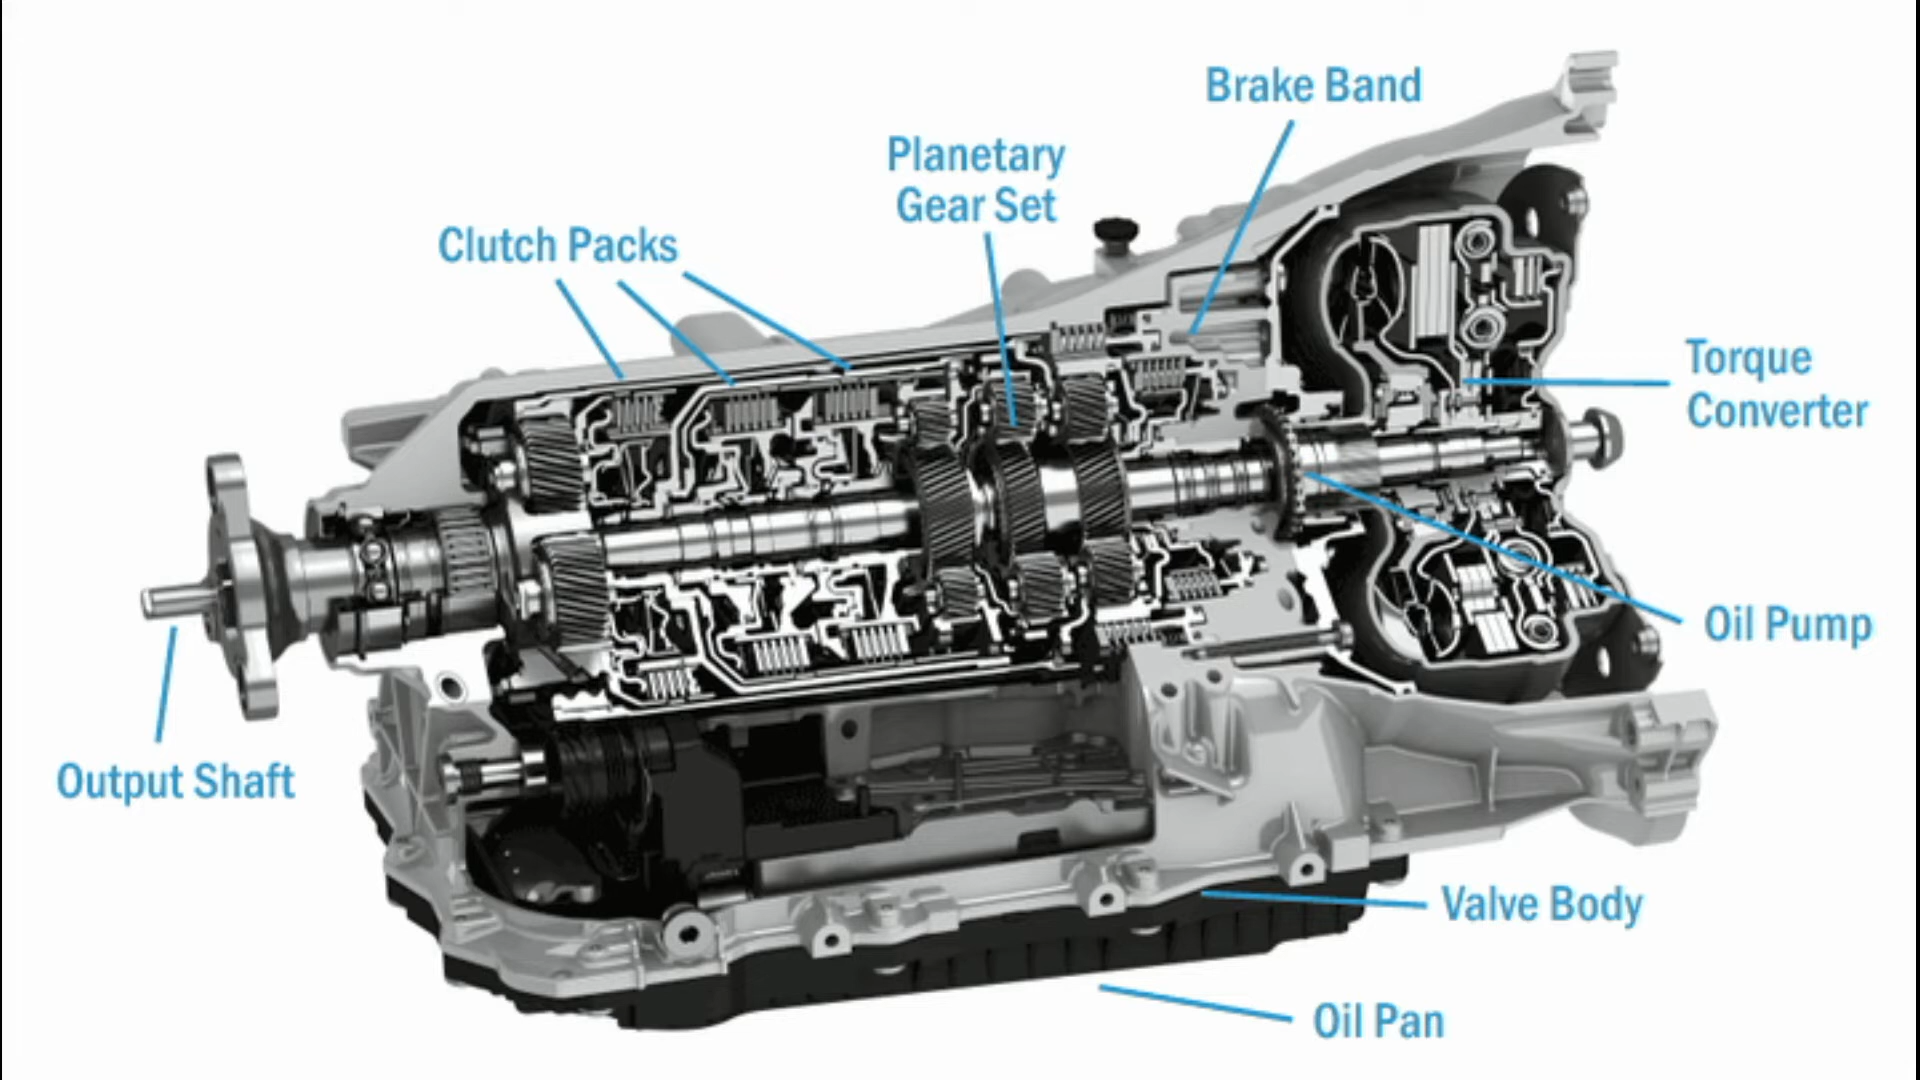 Brake Band
Planetary
Gear Set
Clutch Packs
Torque
Converter
Oil Pump
Output Shaft
Valve Body
Oil Pan